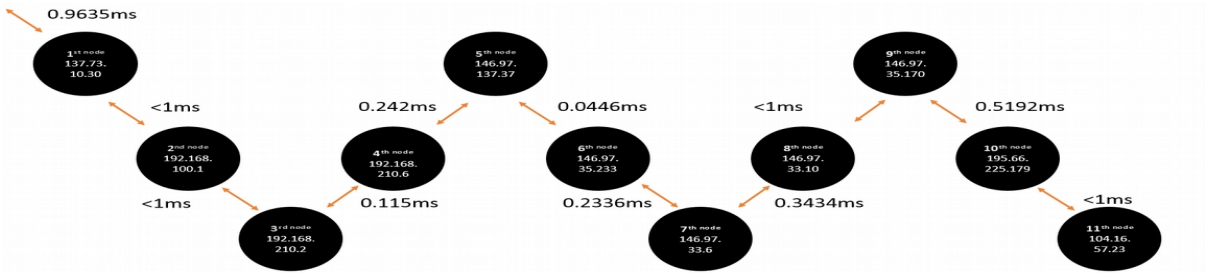 0.9635ms
1st node
137.73.
10.30
<1ms
2nd node
192.168.
100.1
<1ms
3rd node
192.168.
210.2
0.115ms
4th node
192.168.
210.6
0.242ms
5th node
146.97.
137.37
0.0446ms
6th node
146.97.
35.233
0.2336ms
7th node
146.97.
33.6
0.3434ms
8th node
146.97.
33.10
<1ms
9th node
146.97.
35.170
0.5192ms
10th node
195.66.
225.179
<1ms
11th node
104.16.
57.23